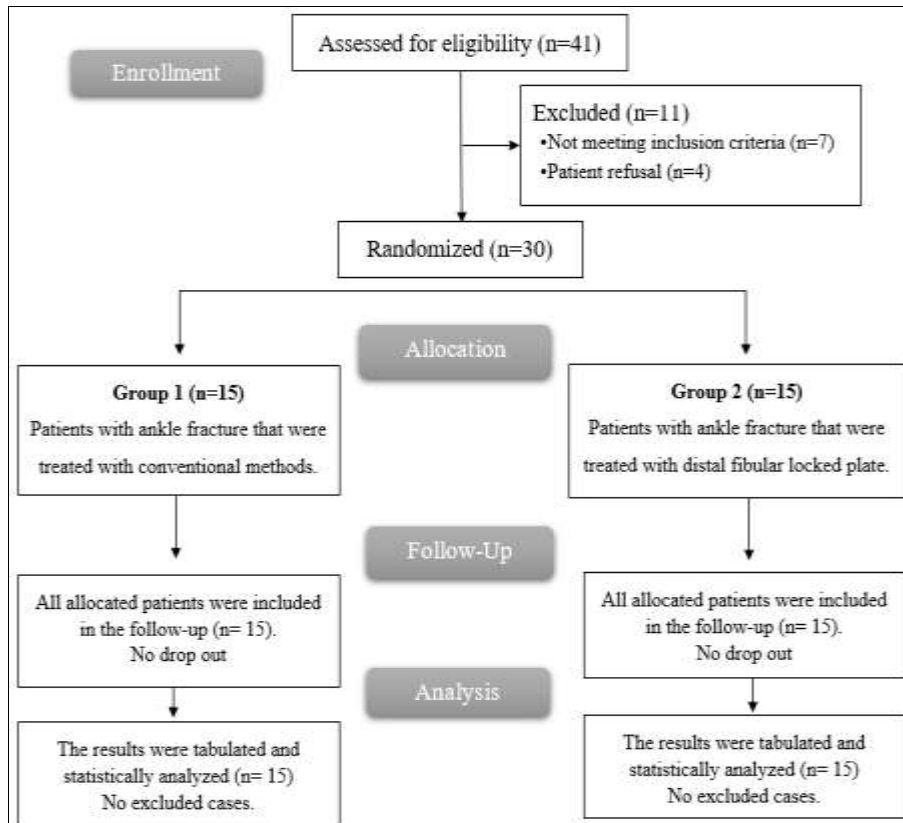 Assessed for eligibility (n=41)
Enrollment
Excluded (n=11)
•Not meeting inclusion criteria (n=7)
•Patient refusal (n=4)
Randomized (n=30)
Allocation
Group 1 (n=15)
Patients with ankle fracture that were
treated with conventional methods.
Group 2 (n=15)
Patients with ankle fracture that were
treated with distal fibular locked plate.
Follow-Up
All allocated patients were included
in the follow-up (n= 15).
No drop out
All allocated patients were included
in the follow-up (n= 15).
No drop out
Analysis
The results were tabulated and
statistically analyzed (n= 15)
No excluded cases.
The results were tabulated and
statistically analyzed (n= 15)
No excluded cases.